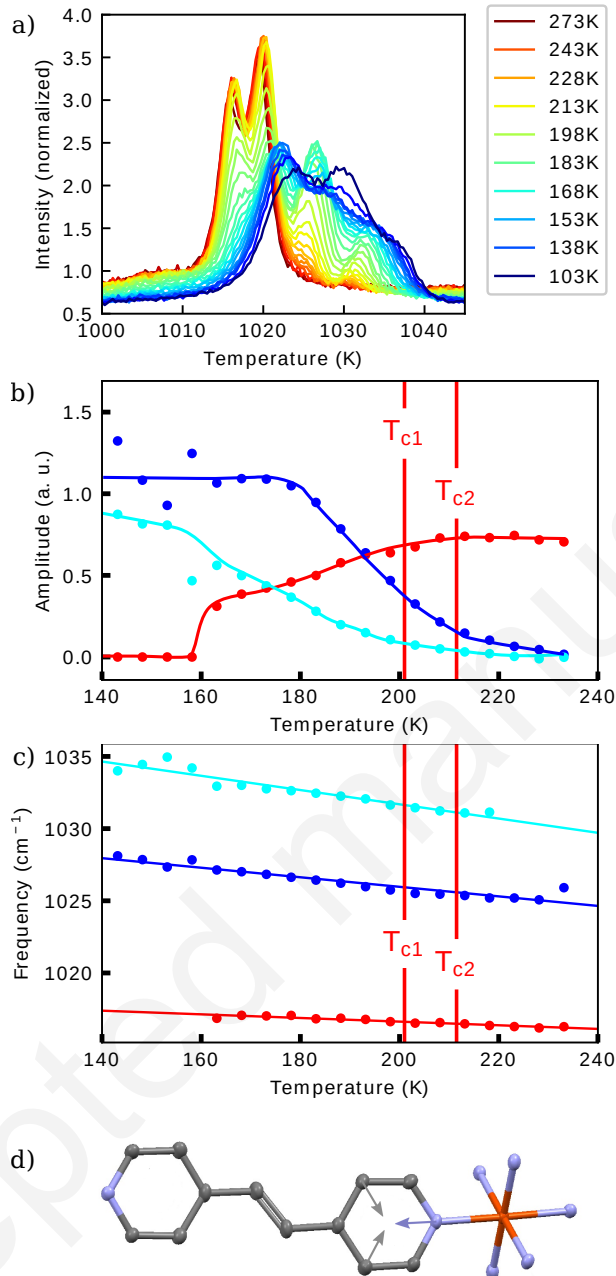 a)
4.0
3.5
3.0
2.5
2.0
1.5
1.0
0.5
Intensity (normalized)
1000 1010 1020 1030 1040
Temperature (K)
273K
243K
228K
213K
198K
183K
168K
153K
138K
103K
b)
1.5
1.0
0.5
0.0
Amplitude (a. u.)
Tc1
Tc2
140 160 180 200 220 240
Temperature (K)
c)
1035
1030
1025
1020
Frequency (cm−1)
Tc1
Tc2
140 160 180 200 220 240
Temperature (K)
d)
epted manus